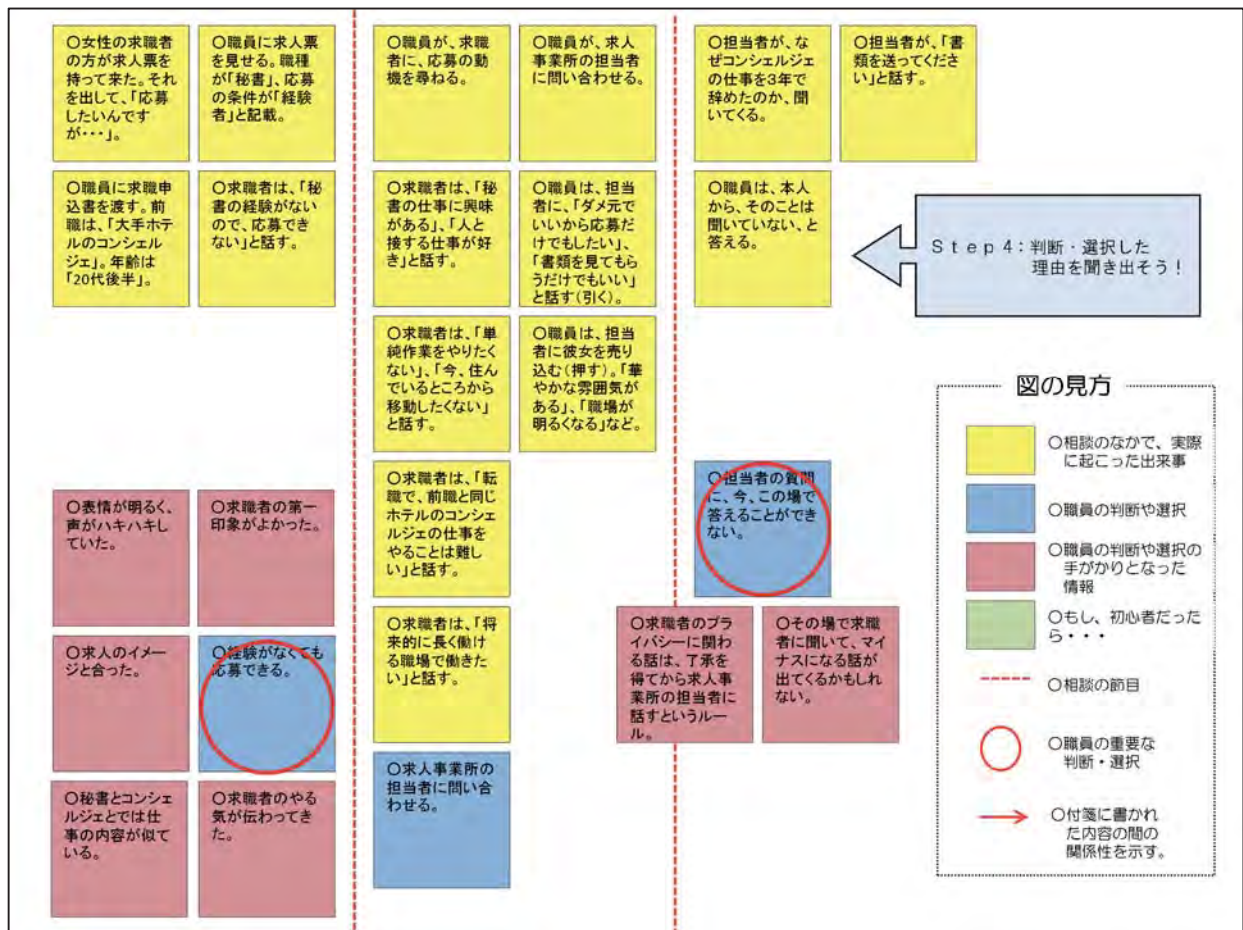 ○女性の求職者
の方が求人票を
持って来た。それ
を出して、「応募
したいんです
が・・・」。
○職員に求人票
を見せる。職種
が「秘書」、応募
の条件が「経験
者」と記載。
○職員に求職申
込書を渡す。前
職は、「大手ホテ
ルのコンシェル
ジェ」。年齢は
「20代後半」。
○求職者は、「秘
書の経験がない
ので、応募でき
ない」と話す。
○表情が明るく、
声がハキハキし
ていた。
○求職者の第一
印象がよかった。
○求人のイメー
ジと合った。
○経験がなくても
応募できる。
○秘書とコンシェ
ルジェとでは仕
事の内容が似て
いる。
○求職者のやる
気が伝わってき
た。
○職員が、求職
者に、応募の動
機を尋ねる。
○職員が、求人
事業所の担当者
に問い合わせる。
○求職者は、「秘
書の仕事に興味
がある」、「人と
接する仕事が好
き」と話す。
○職員は、担当
者に、「ダメ元で
いいから応募だ
けでもしたい」、
「書類を見てもら
うだけでもいい」
と話す(引く)。
○求職者は、「単
純作業をやりたく
ない」、「今、住ん
でいるところから
移動したくない」
と話す。
○職員は、担当
者に彼女を売り
込む(押す)。「華
やかな雰囲気が
ある」、「職場が
明るくなる」など。
○求職者は、「転
職で、前職と同じ
ホテルのコンシェ
ルジェの仕事を
やることは難し
い」と話す。
○求職者は、「将
来的に長く働け
る職場で働きた
い」と話す。
○求人事業所の
担当者に問い合
わせる。
○担当者が、な
ぜコンシェルジェ
の仕事を3年で
辞めたのか、聞
いてくる。
○担当者が、「書
類を送ってくださ
い」と話す。
○職員は、本人
から、そのことは
聞いていない、と
答える。
○担当者の質問
に、今、この場で
答えることができ
ない。
○求職者のプラ
イバシーに関わ
る話は、了承を
得てから求人事
業所の担当者に
話すというルー
ル。
○その場で求職
者に聞いて、マイ
ナスになる話が
出てくるかもしれ
ない。
Step4:判断・選択した
理由を聞き出そう!
図の見方
○相談のなかで、実際
に起こった出来事
○職員の判断や選択
○職員の判断や選択の
手がかりとなった
情報
○もし、初心者だった
ら・・・
○相談の節目
○職員の重要な
判断・選択
○付箋に書かれ
た内容の間の
関係性を示す。